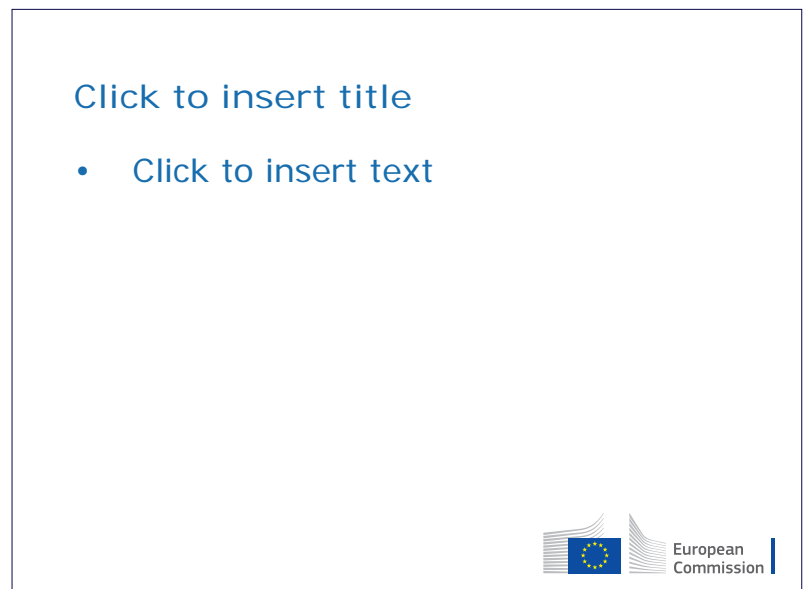 Click to insert title
• Click to insert text
European
Commission